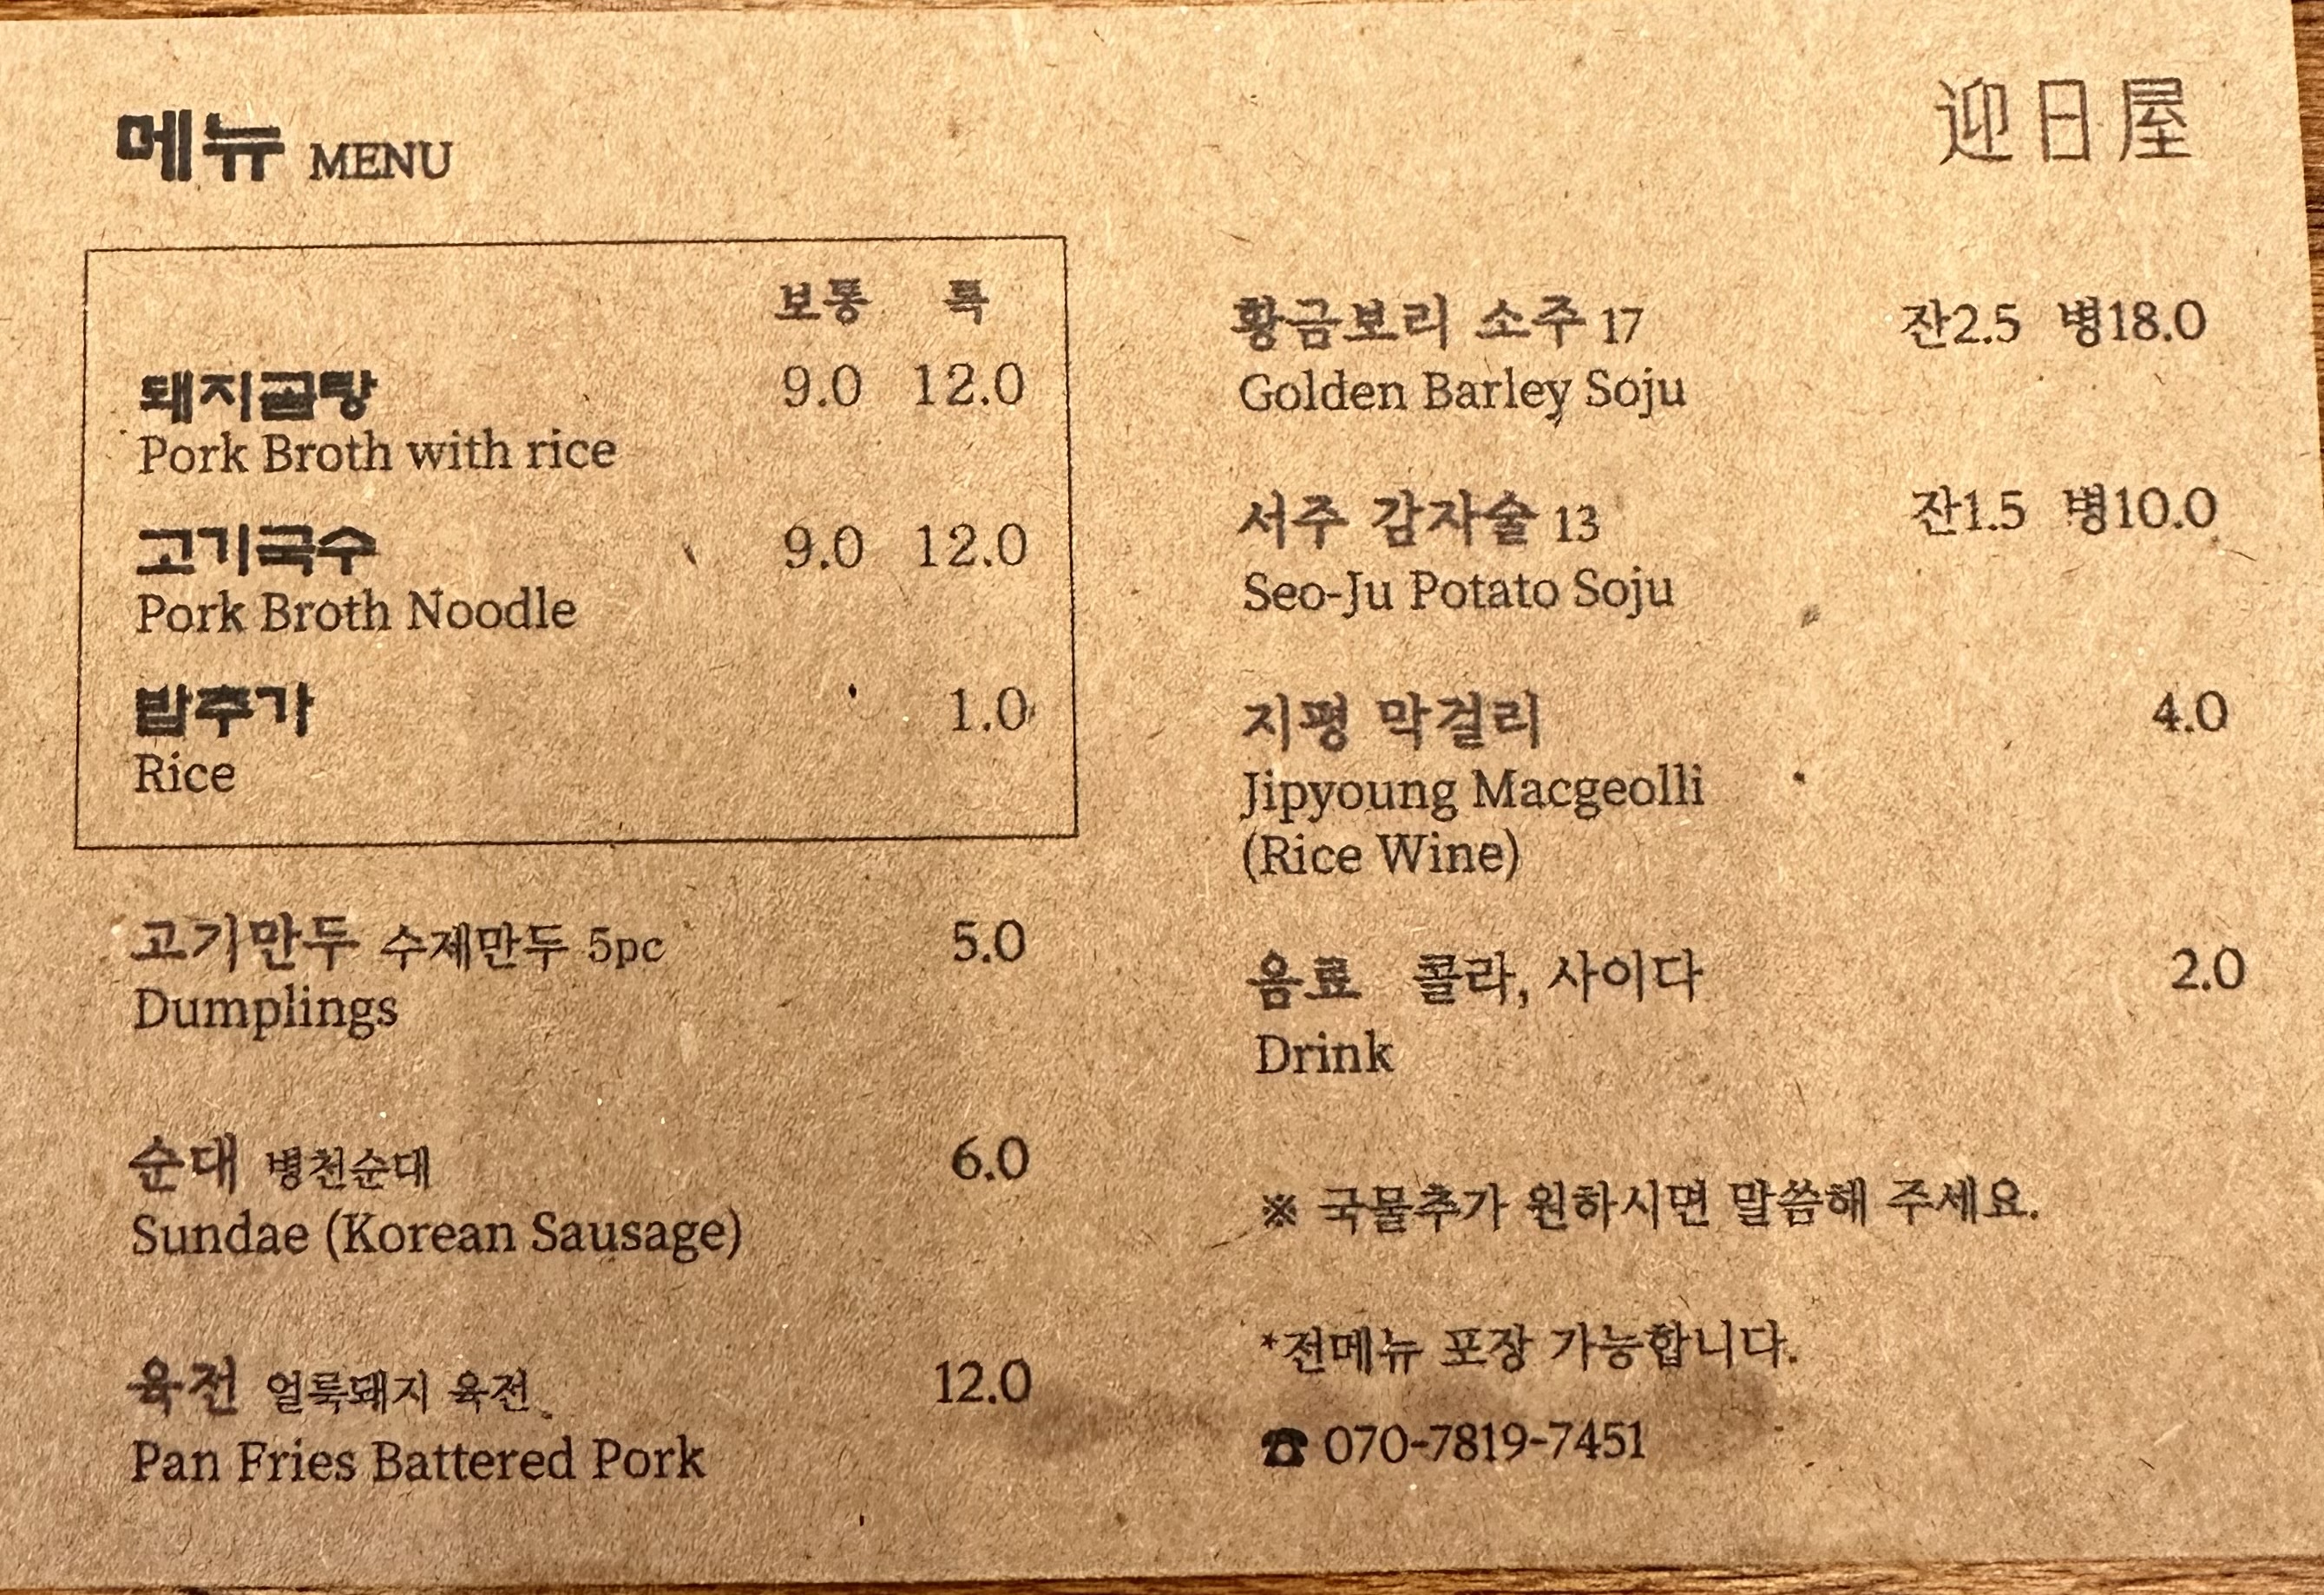 메뉴 MENU
迎日屋
보통 특
돼지곰탕 9.0 12.0
Pork Broth with rice
고기국수 9.0 12.0
Pork Broth Noodle
밥추가 1.0
Rice
고기만두 수제만두 5pc 5.0
Dumplings
순대 병천순대 6.0
Sundae (Korean Sausage)
육전 얼룩돼지 육전 12.0
Pan Fries Battered Pork
황금보리 소주 17 잔2.5 병18.0
Golden Barley Soju
서주 감자술 13 잔1.5 병10.0
Seo-Ju Potato Soju
지평 막걸리 4.0
Jipyoung Macgeolli
(Rice Wine)
음료 콜라, 사이다 2.0
Drink
※ 국물추가 원하시면 말씀해 주세요.
*전메뉴 포장 가능합니다.
☎ 070-7819-7451